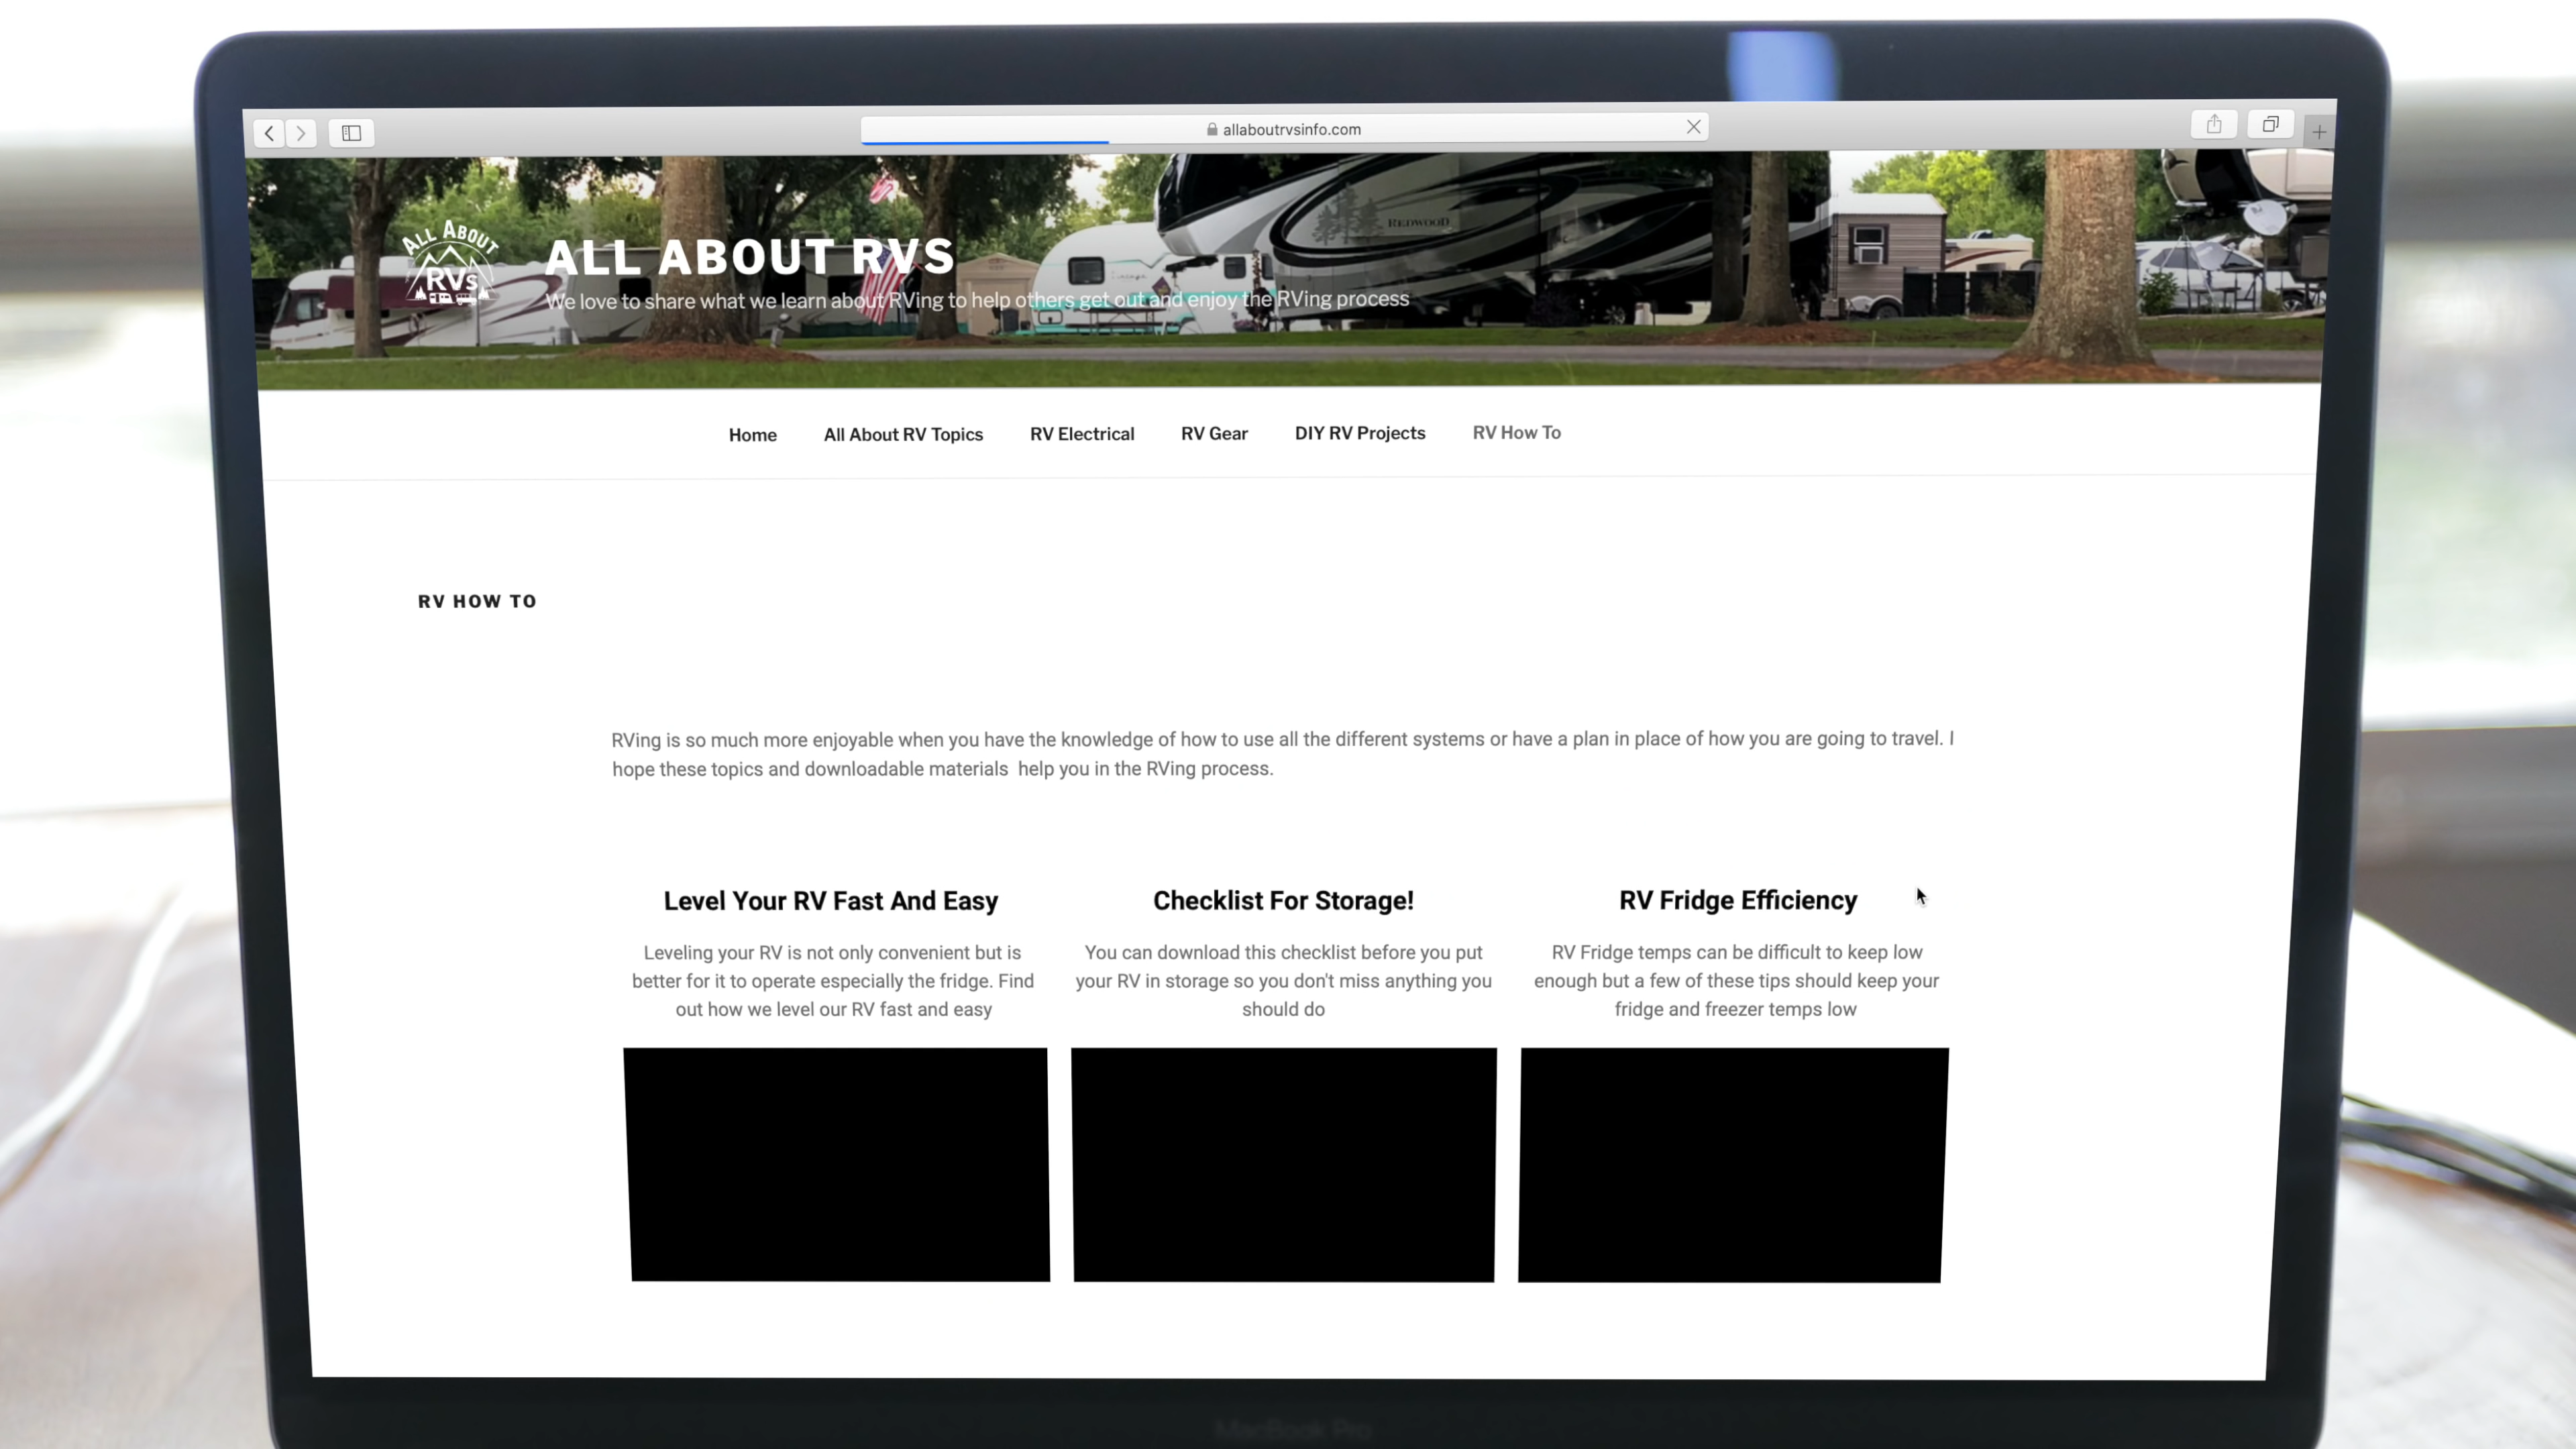 allaboutrvsinfo.com
ALL ABOUT
RVs
ALL ABOUT RVS
We love to share what we learn about RVing to help others get out and enjoy the RVing process
REDWOOD
Home All About RV Topics RV Electrical RV Gear DIY RV Projects RV How To
RV HOW TO
RVing is so much more enjoyable when you have the knowledge of how to use all the different systems or have a plan in place of how you are going to travel. I
hope these topics and downloadable materials help you in the RVing process.
Level Your RV Fast And Easy
Leveling your RV is not only convenient but is
better for it to operate especially the fridge. Find
out how we level our RV fast and easy
Checklist For Storage!
You can download this checklist before you put
your RV in storage so you don't miss anything you
should do
RV Fridge Efficiency
RV Fridge temps can be difficult to keep low
enough but a few of these tips should keep your
fridge and freezer temps low
MacBook Pro